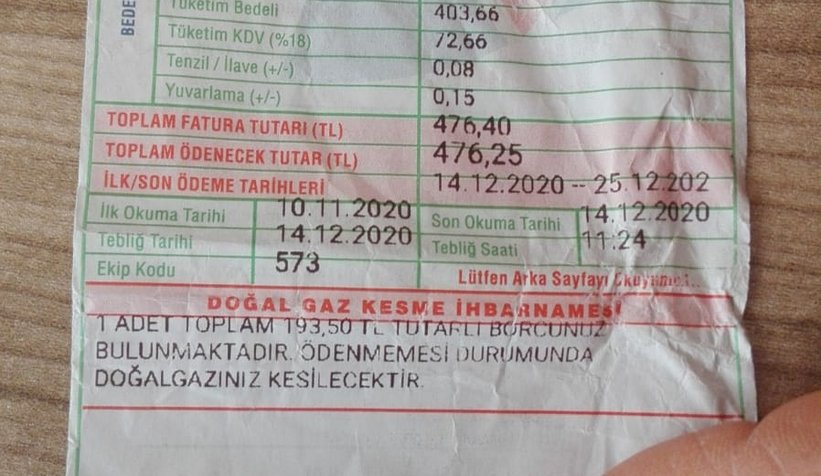 BEDE
Tüketim Bedeli 403,66
Tüketim KDV (%18) 72,66
Tenzil / İlave (+/-) 0,08
Yuvarlama (+/-) 0,15
TOPLAM FATURA TUTARI (TL) 476,40
TOPLAM ÖDENECEK TUTAR (TL) 476,25
İLK/SON ÖDEME TARİHLERİ 14.12.2020 -- 25.12.202
İlk Okuma Tarihi 10.11.2020 Son Okuma Tarihi 14.12.2020
Tebliğ Tarihi 14.12.2020 Tebliğ Saati 11:24
Ekip Kodu 573
Lütfen Arka Sayfayı
DOĞAL GAZ KESME İHBARNAMESİ
1 ADET TOPLAM 193,50 TL TUTARLI BORCUNUZ
BULUNMAKTADIR. ÖDENMEMESİ DURUMUNDA
DOĞALGAZINIZ KESİLECEKTİR.